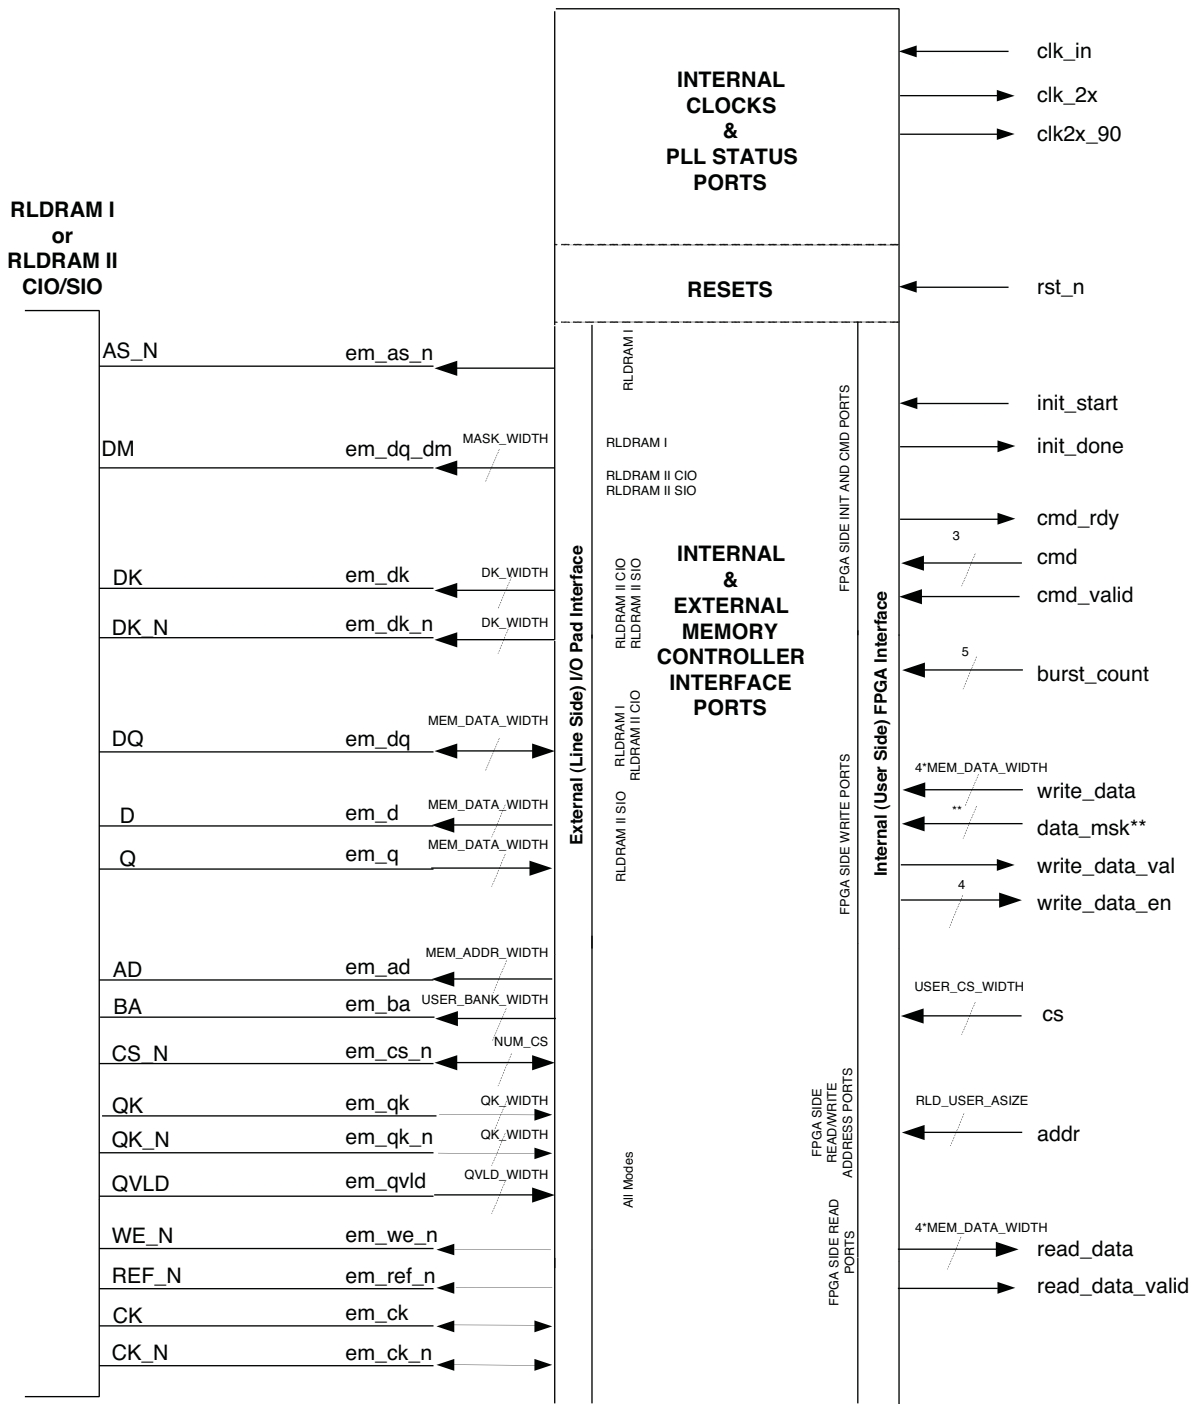 INTERNAL
CLOCKS
&
PLL STATUS
PORTS
clk_in
clk_2x
clk2x_90
RESETS
rst_n
RLDRAM I
or
RLDRAM II
CIO/SIO
AS_N em_as_n
DM em_dq_dm MASK_WIDTH
DK em_dk DK_WIDTH
DK_N em_dk_n DK_WIDTH
DQ em_dq MEM_DATA_WIDTH
D em_d MEM_DATA_WIDTH
Q em_q MEM_DATA_WIDTH
AD em_ad MEM_ADDR_WIDTH
BA em_ba USER_BANK_WIDTH
CS_N em_cs_n NUM_CS
QK em_qk QK_WIDTH
QK_N em_qk_n QK_WIDTH
QVLD em_qvld QVLD_WIDTH
WE_N em_we_n
REF_N em_ref_n
CK em_ck
CK_N em_ck_n
External (Line Side) I/O Pad Interface
RLDRAM I
RLDRAM I
RLDRAM II CIO
RLDRAM II SIO
RLDRAM II CIO
RLDRAM II SIO
RLDRAM I
RLDRAM II CIO
RLDRAM II SIO
All Modes
INTERNAL
&
EXTERNAL
MEMORY
CONTROLLER
INTERFACE
PORTS
FPGA SIDE INIT AND CMD PORTS
FPGA SIDE WRITE PORTS
FPGA SIDE
READ/WRITE
ADDRESS PORTS
FPGA SIDE READ
PORTS
Internal (User Side) FPGA Interface
init_start
init_done
cmd_rdy
3
cmd
cmd_valid
5
burst_count
4*MEM_DATA_WIDTH
write_data
**
data_msk**
write_data_val
4
write_data_en
USER_CS_WIDTH
cs
RLD_USER_ASIZE
addr
4*MEM_DATA_WIDTH
read_data
read_data_valid